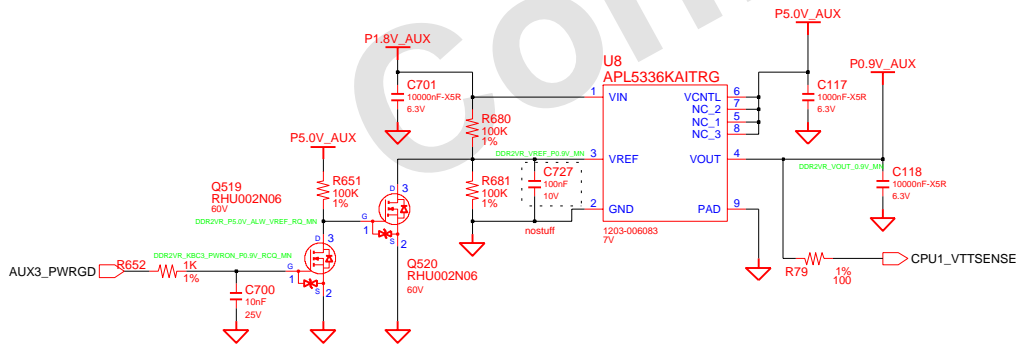 Com
P5.0V_AUX
P1.8V_AUX
P0.9V_AUX
U8
APL5336KAITRG
C701
10000nF-X5R
6.3V
1
VIN
VCNTL
6
NC_2
7
NC_1
5
NC_3
8
C117
1000nF-X5R
6.3V
R680
100K
1%
P5.0V_AUX
DDR2VR_VREF_P0.9V_MN
3
VREF
VOUT
4
DDR2VR_VOUT_0.9V_MN
R651
100K
1%
R681
100K
1%
C727
100nF
10V
C118
10000nF-X5R
6.3V
Q519
RHU002N06
60V
D
3
G
1
S
2
2
GND
PAD
9
nostuff
1203-006083
7V
DDR2VR_P5.0V_ALW_VREF_RQ_MN
DDR2VR_KBC3_PWRON_P0.9V_RCQ_MN
D
3
G
1
S
2
Q520
RHU002N06
60V
AUX3_PWRGD
R652
1K
1%
C700
10nF
25V
R79
1%
100
CPU1_VTTSENSE